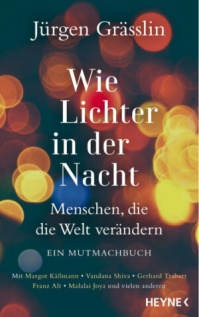 Jürgen Grässlin
Wie
Lichter
in der
Nacht
Menschen, die
die Welt verändern
EIN MUTMACHBUCH
Mit Margot Käßmann • Vandana Shiva • Gerhard Trabert
Franz Alt • Malalai Joya und vielen anderen
HEYNE